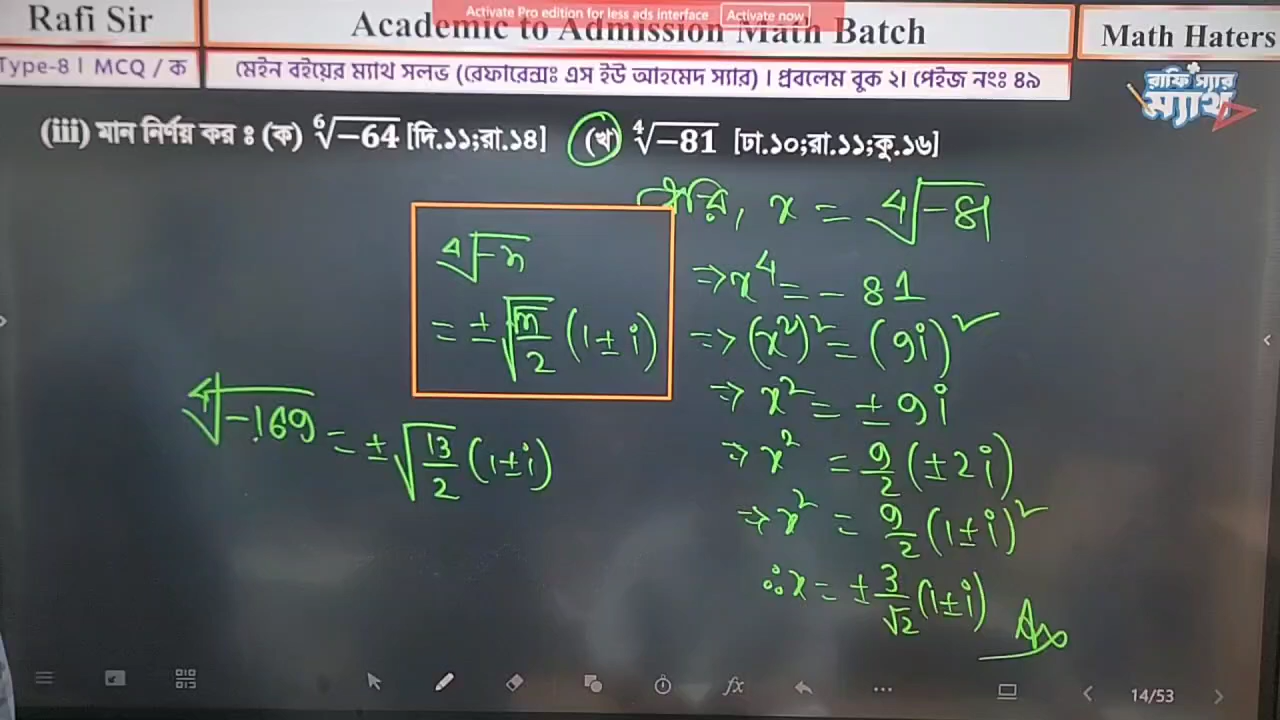 Activate Pro edition for less ads interface Activate now
Rafi Sir
Academic to Admission Math Batch
Math Haters
Type-8 | MCQ / ক
মেইন বইয়ের ম্যাথ সলভ (রেফারেন্সঃ এস ইউ আহমেদ স্যার) । প্রবলেম বুক ২। পেইজ নংঃ ৪৯
রাফি স্যার
ম্যাথ
(iii) মান নির্ণয় কর ঃ (ক) ⁶√−64 [দি.১১;রা.১৪] (খ) ⁴√−81 [ঢা.১০;রা.১১;কু.১৬]
ধরি, x = ⁴√−81
⇒ x⁴ = − 81
⇒ (x²)² = (9i)²
⇒ x² = ± 9i
⇒ x² = 9/2 (±2i)
⇒ x² = 9/2 (1±i)²
∴ x = ± 3/√2 (1±i) Ans
⁴√−n
= ± √(√n/2) (1±i)
⁴√−169 = ± √(13/2) (1±i)
fx
14/53